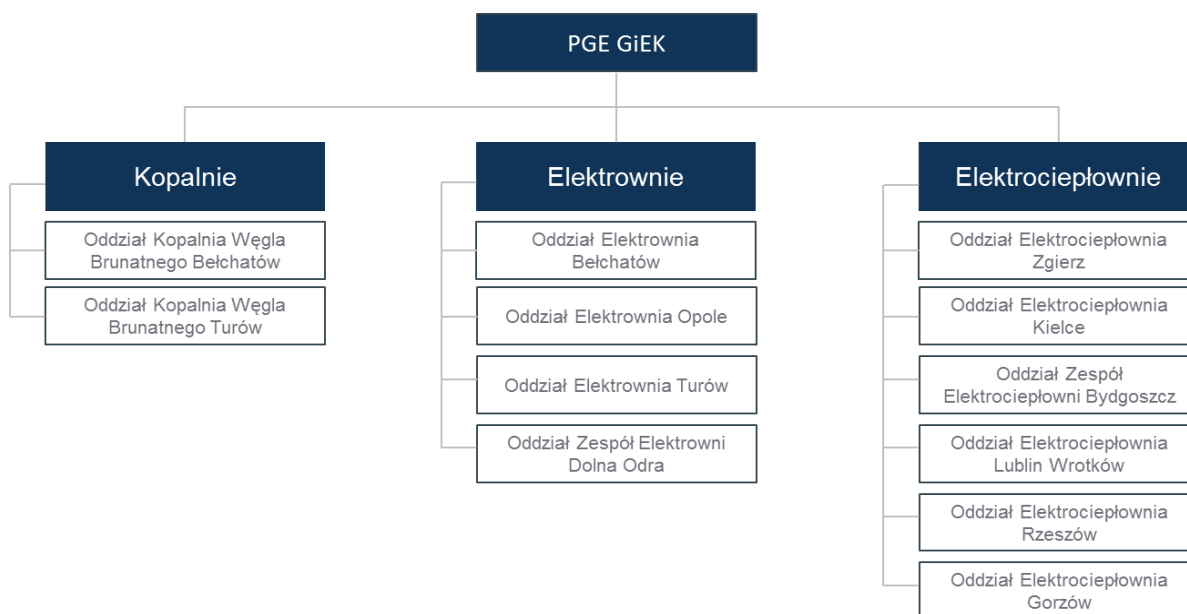 PGE GiEK
Kopalnie
Oddział Kopalnia Węgla
Brunatnego Bełchatów
Oddział Kopalnia Węgla
Brunatnego Turów
Elektrownie
Oddział Elektrownia
Bełchatów
Oddział Elektrownia Opole
Oddział Elektrownia Turów
Oddział Zespół Elektrowni
Dolna Odra
Elektrociepłownie
Oddział Elektrociepłownia
Zgierz
Oddział Elektrociepłownia
Kielce
Oddział Zespół
Elektrociepłowni Bydgoszcz
Oddział Elektrociepłownia
Lublin Wrotków
Oddział Elektrociepłownia
Rzeszów
Oddział Elektrociepłownia
Gorzów